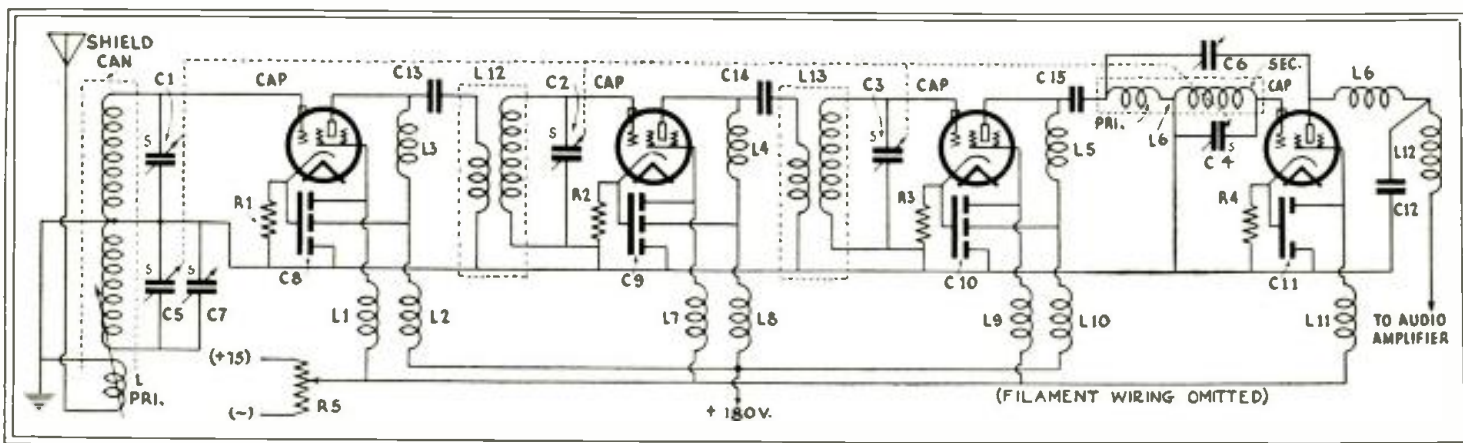 SHIELD
CAN
C1
CAP
C13
L12
C2
CAP
C14
L13
C3
CAP
C15
C6
SEC.
CAP
L6
S
S
S
PRI.
L6
C4
S
L3
L4
L5
L12
R1
R2
R3
R4
C12
S
S
C5
C7
C8
C9
C10
C11
L1
L2
L7
L8
L9
L10
L11
TO AUDIO
AMPLIFIER
(+75)
L
PRI.
(-)
R5
+180V.
(FILAMENT WIRING OMITTED)